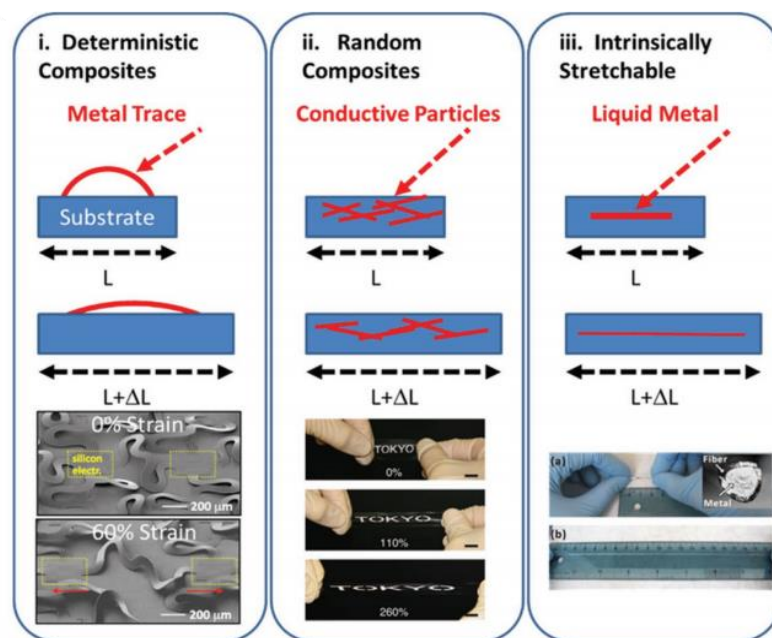 i. Deterministic
Composites
Metal Trace
Substrate
L
L+ΔL
0% Strain
silicon
electr.
200 μm
60% Strain
200 μm
ii. Random
Composites
Conductive Particles
L
L+ΔL
TOKYO
0%
TOKYO
110%
TOKYO
260%
iii. Intrinsically
Stretchable
Liquid Metal
L
L+ΔL
(a)
Fiber
Metal
(b)